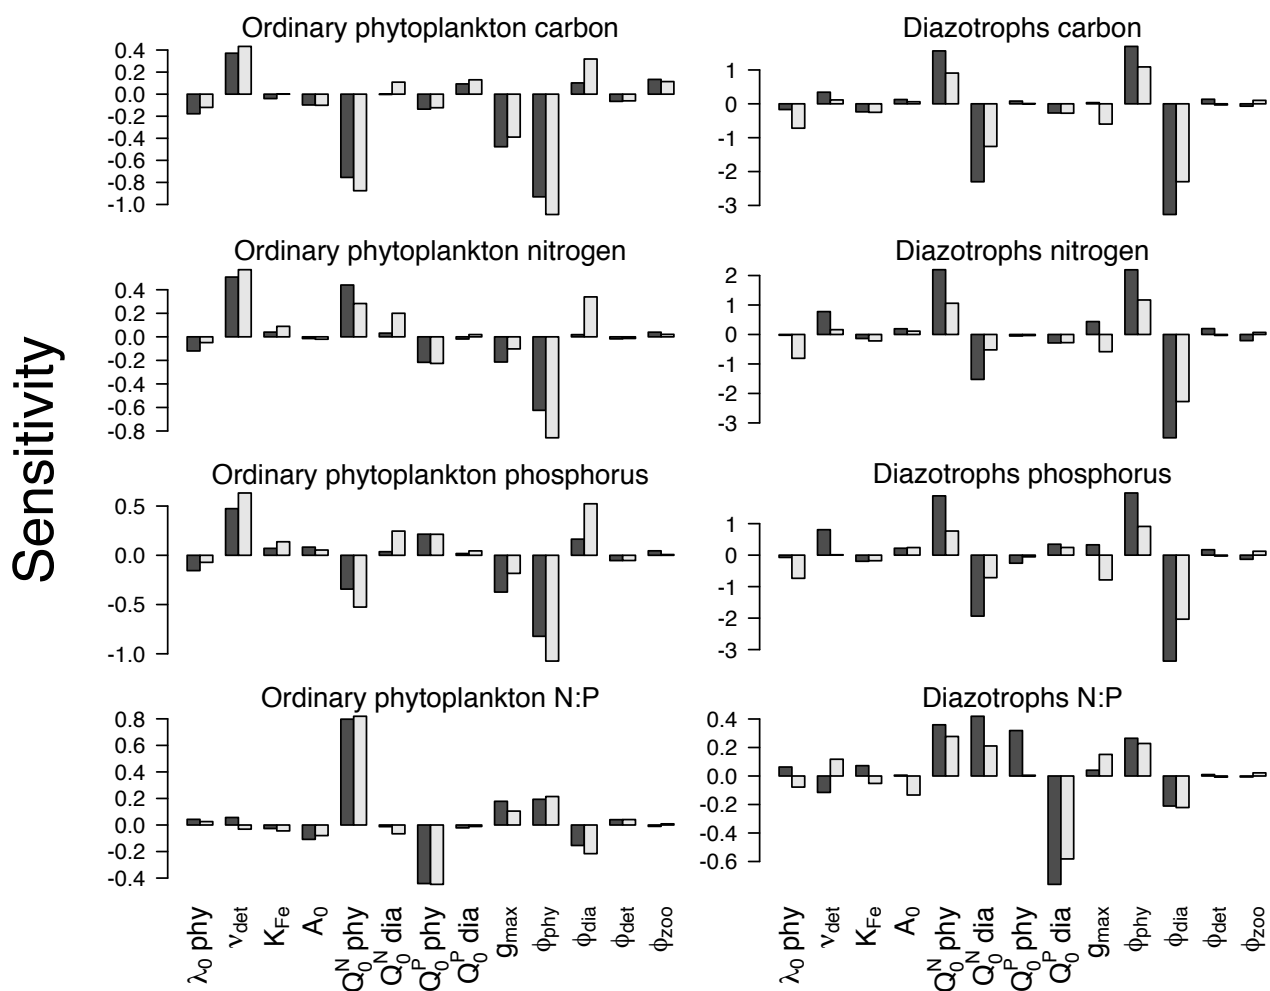 Sensitivity
Ordinary phytoplankton carbon
0.4
0.2
0.0
-0.2
-0.4
-0.6
-0.8
-1.0
Diazotrophs carbon
1
0
-1
-2
-3
Ordinary phytoplankton nitrogen
0.4
0.2
0.0
-0.2
-0.4
-0.6
-0.8
Diazotrophs nitrogen
2
1
0
-1
-2
-3
Ordinary phytoplankton phosphorus
0.5
0.0
-0.5
-1.0
Diazotrophs phosphorus
1
0
-1
-2
-3
Ordinary phytoplankton N:P
0.8
0.6
0.4
0.2
0.0
-0.2
-0.4
λ₀ phy
νdet
KFe
A₀
Q₀ᴺ phy
Q₀ᴺ dia
Q₀ᴾ phy
Q₀ᴾ dia
gmax
ϕphy
ϕdia
ϕdet
ϕzoo
Diazotrophs N:P
0.4
0.2
0.0
-0.2
-0.4
-0.6
λ₀ phy
νdet
KFe
A₀
Q₀ᴺ phy
Q₀ᴺ dia
Q₀ᴾ phy
Q₀ᴾ dia
gmax
ϕphy
ϕdia
ϕdet
ϕzoo